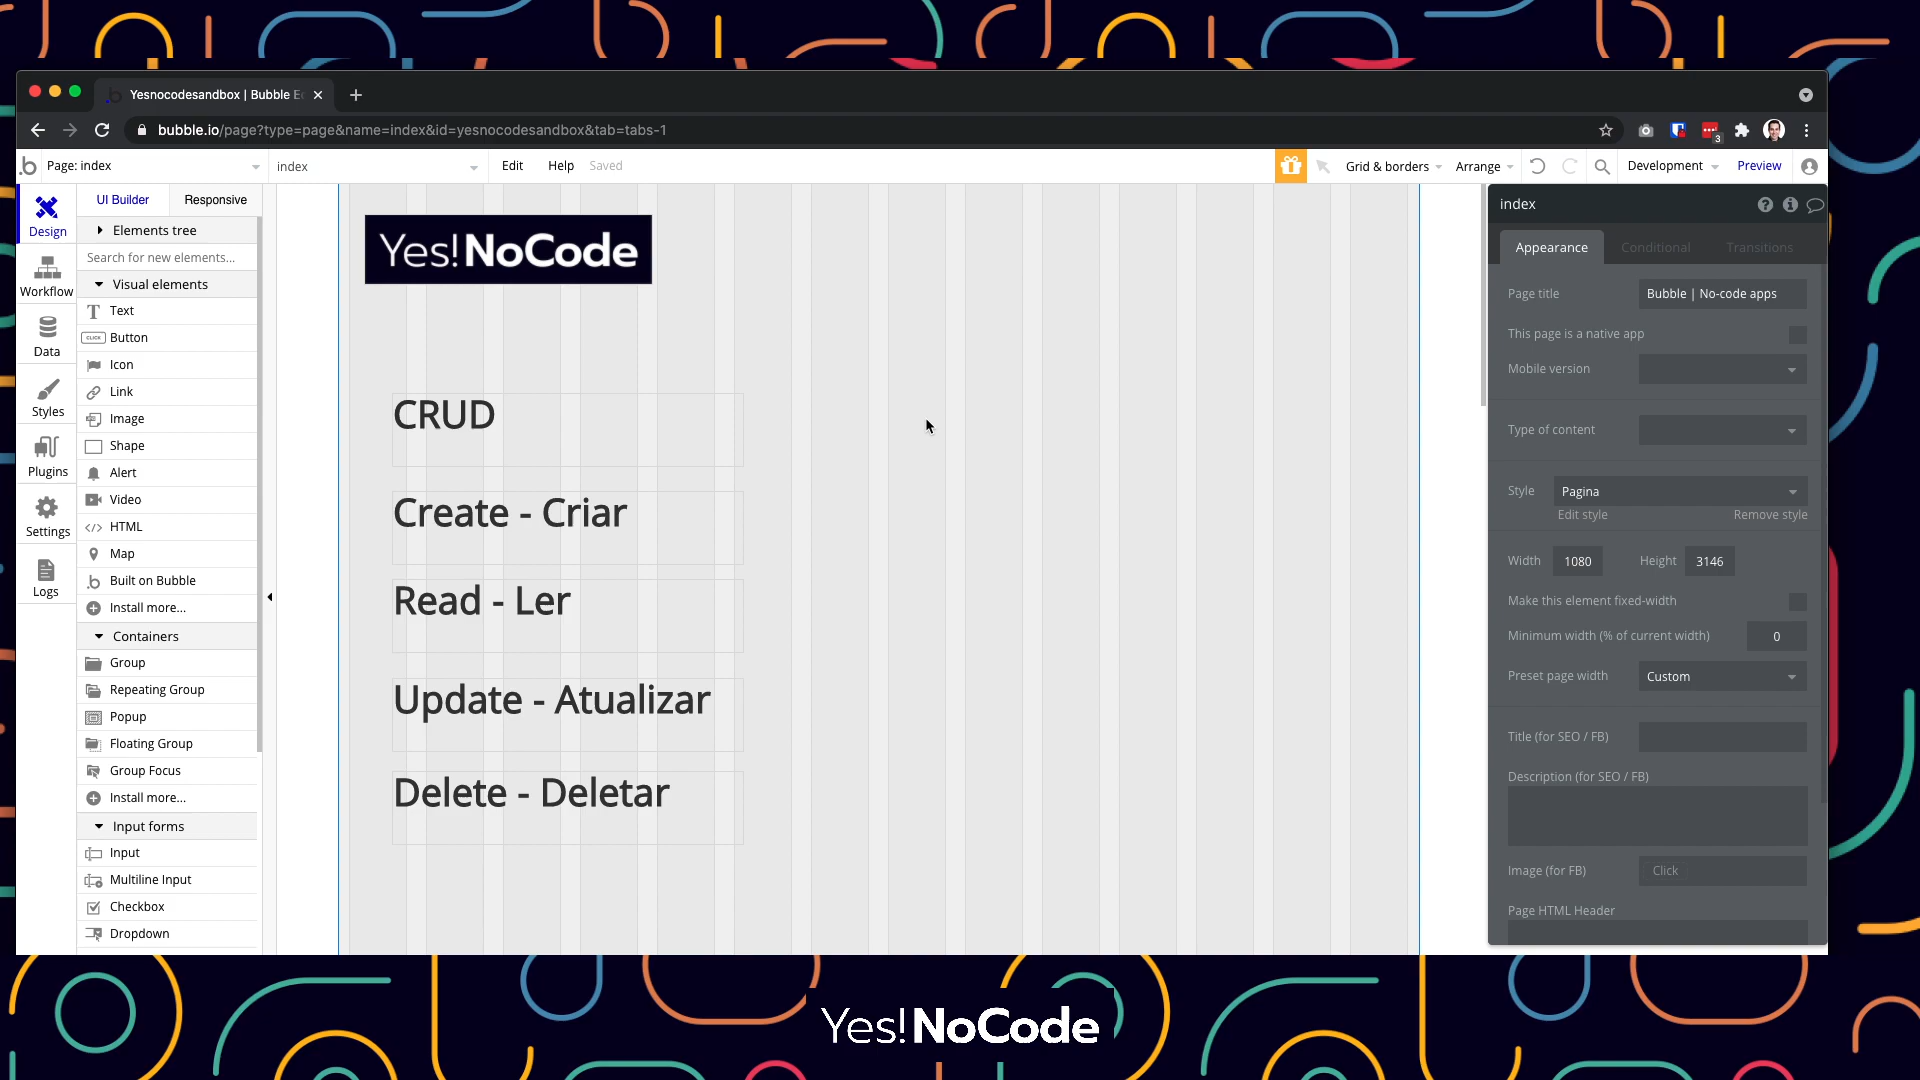 Yesnocodesandbox | Bubble E
bubble.io/page?type=page&name=index&id=yesnocodesandbox&tab=tabs-1
3
Page: index
index
Edit
Help
Saved
Grid & borders
Arrange
Development
Preview
Design
Workflow
Data
Styles
Plugins
Settings
Logs
UI Builder
Responsive
Elements tree
Search for new elements...
Visual elements
Text
CLICK Button
Icon
Link
Image
Shape
Alert
Video
HTML
Map
Built on Bubble
Install more...
Containers
Group
Repeating Group
Popup
Floating Group
Group Focus
Install more...
Input forms
Input
Multiline Input
Checkbox
Dropdown
Yes!NoCode
CRUD
Create - Criar
Read - Ler
Update - Atualizar
Delete - Deletar
index
Appearance
Conditional
Transitions
Page title
Bubble | No-code apps
This page is a native app
Mobile version
Type of content
Style
Pagina
Edit style
Remove style
Width
1080
Height
3146
Make this element fixed-width
Minimum width (% of current width)
0
Preset page width
Custom
Title (for SEO / FB)
Description (for SEO / FB)
Image (for FB)
Click
Page HTML Header
Yes!NoCode